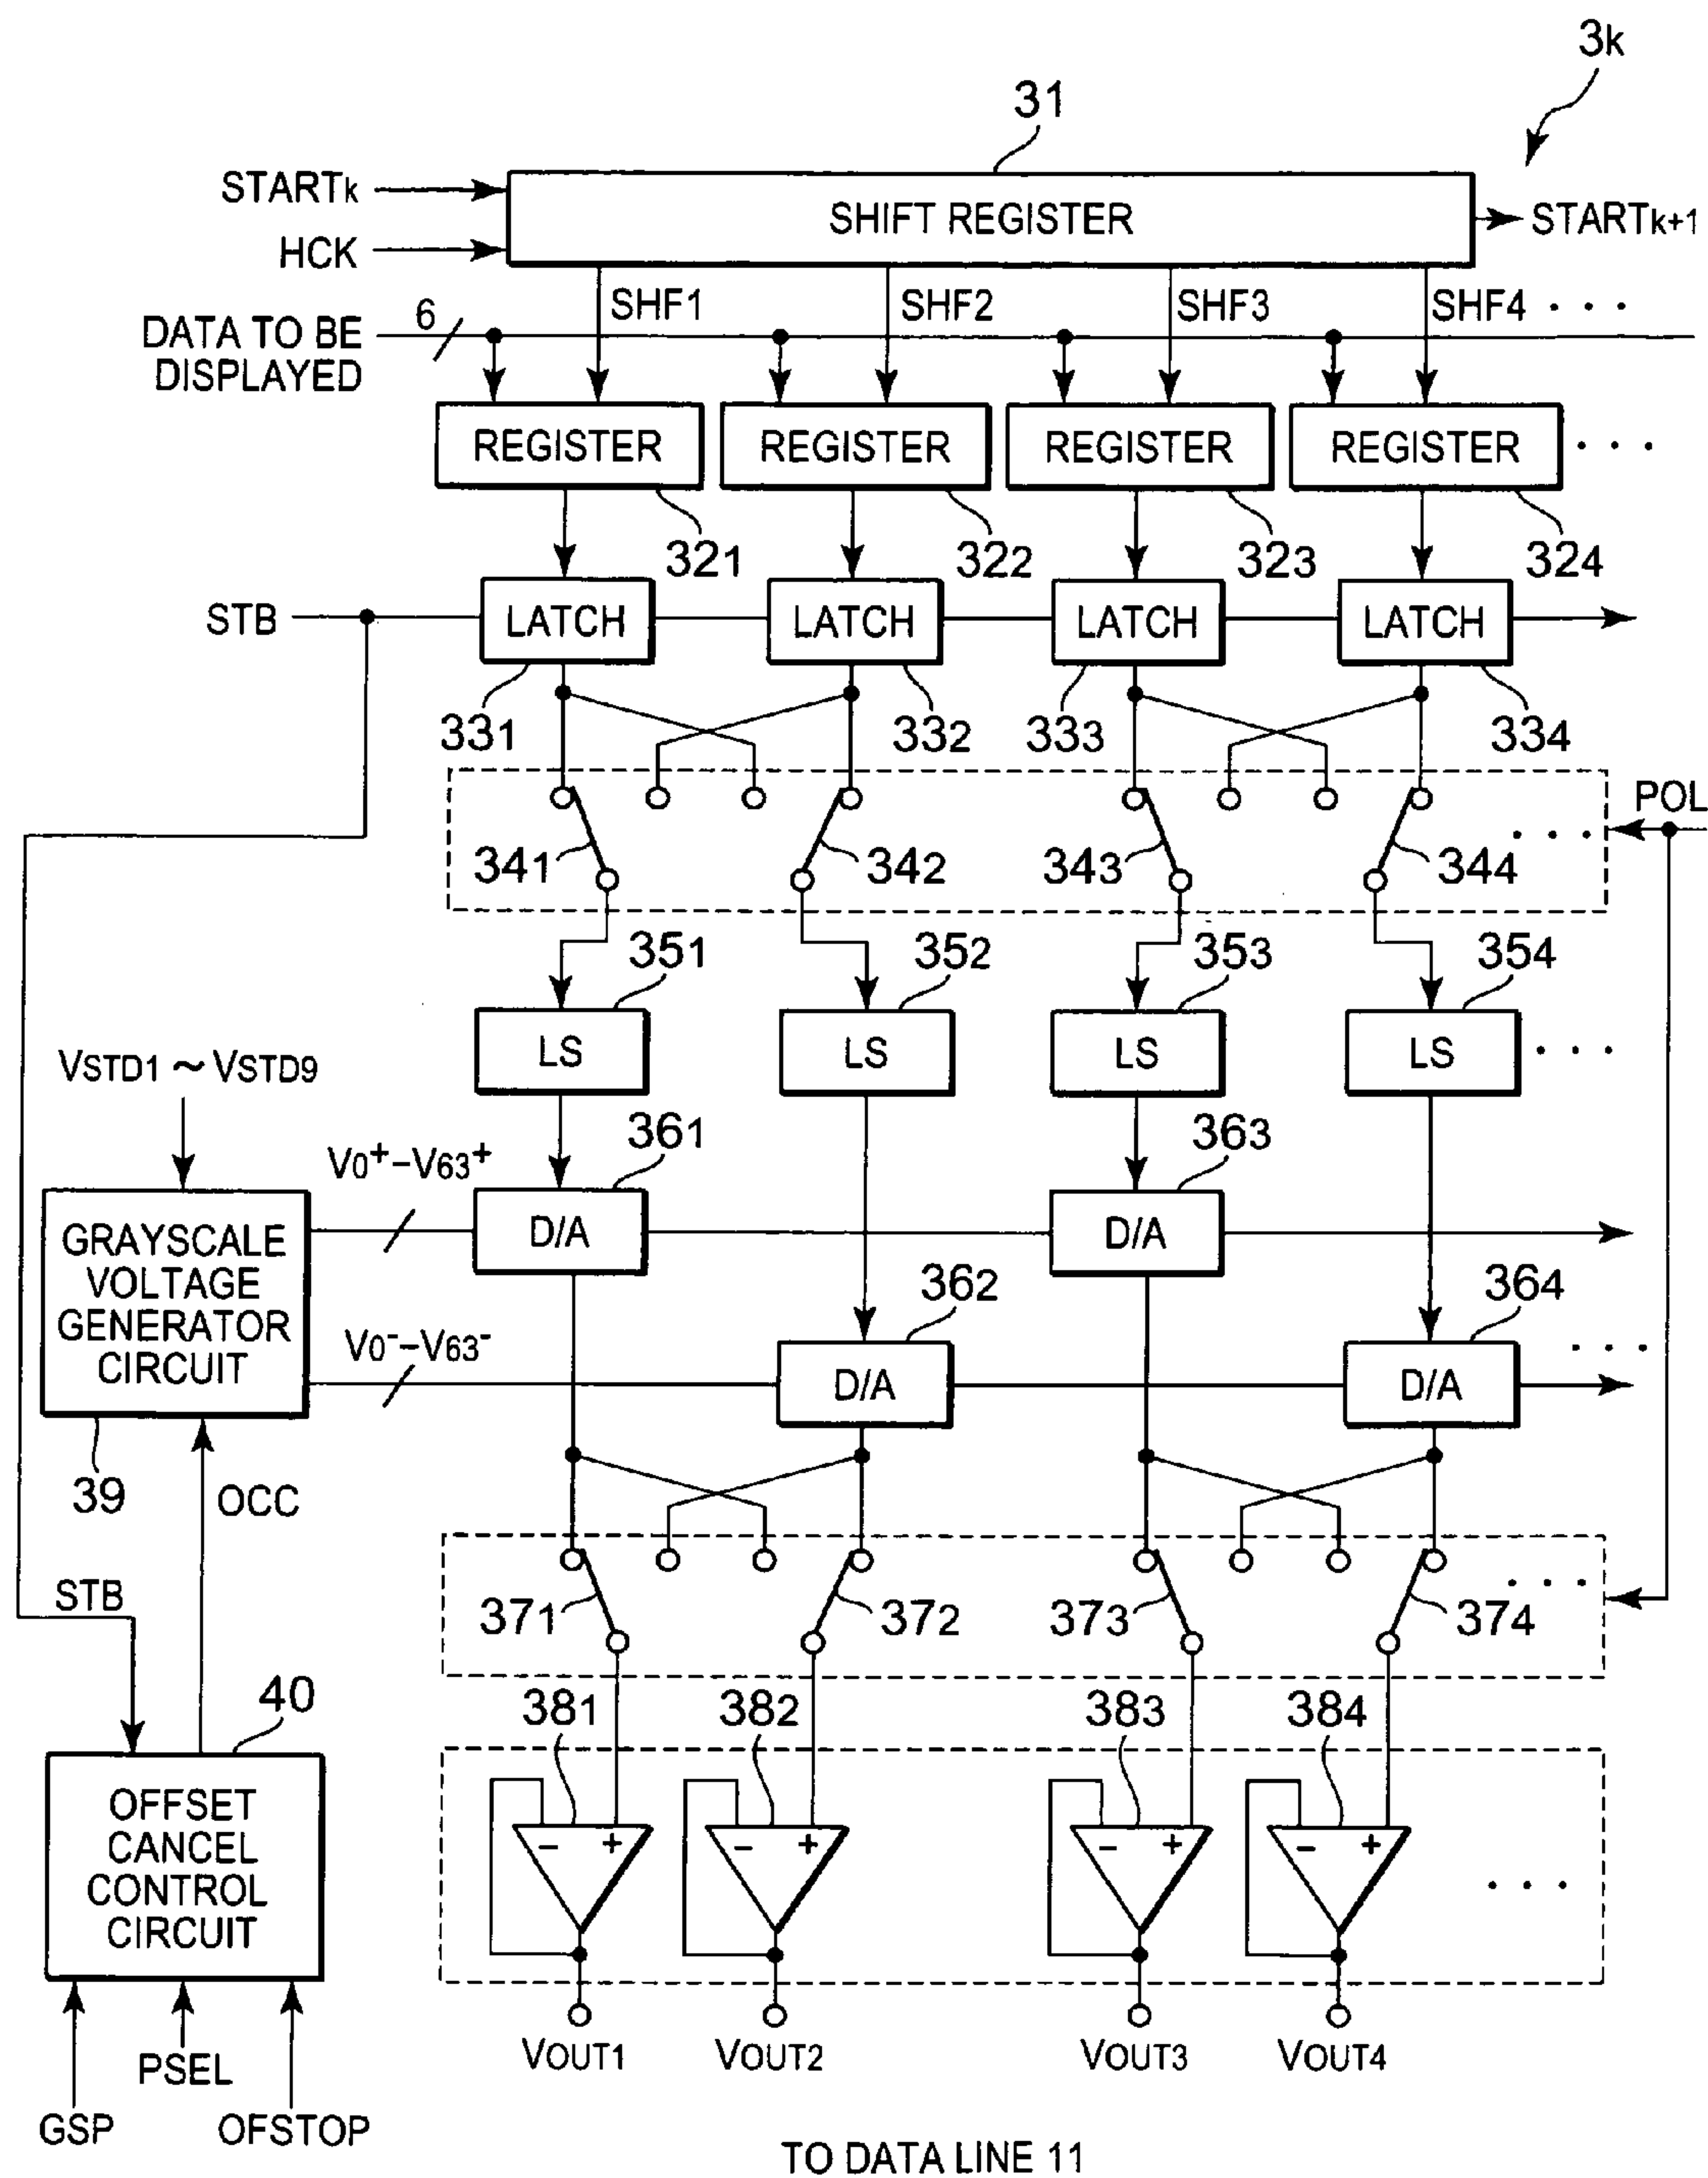 3k
31
STARTk
SHIFT REGISTER
STARTk+1
HCK
SHF1
SHF2
SHF3
SHF4 · · ·
6
DATA TO BE
DISPLAYED
REGISTER
REGISTER
REGISTER
REGISTER
· · ·
321
322
323
324
STB
LATCH
LATCH
LATCH
LATCH
331
332
333
334
POL
· · ·
341
342
343
344
351
352
353
354
LS
LS
LS
LS
· · ·
VSTD1 ~ VSTD9
361
363
V0+–V63+
D/A
D/A
GRAYSCALE
VOLTAGE
GENERATOR
CIRCUIT
362
364
V0-–V63-
D/A
D/A
· · ·
39
OCC
STB
· · ·
371
372
373
374
40
381
382
383
384
OFFSET
CANCEL
CONTROL
CIRCUIT
– +
– +
– +
– +
· · ·
VOUT1
VOUT2
VOUT3
VOUT4
PSEL
GSP
OFSTOP
TO DATA LINE 11